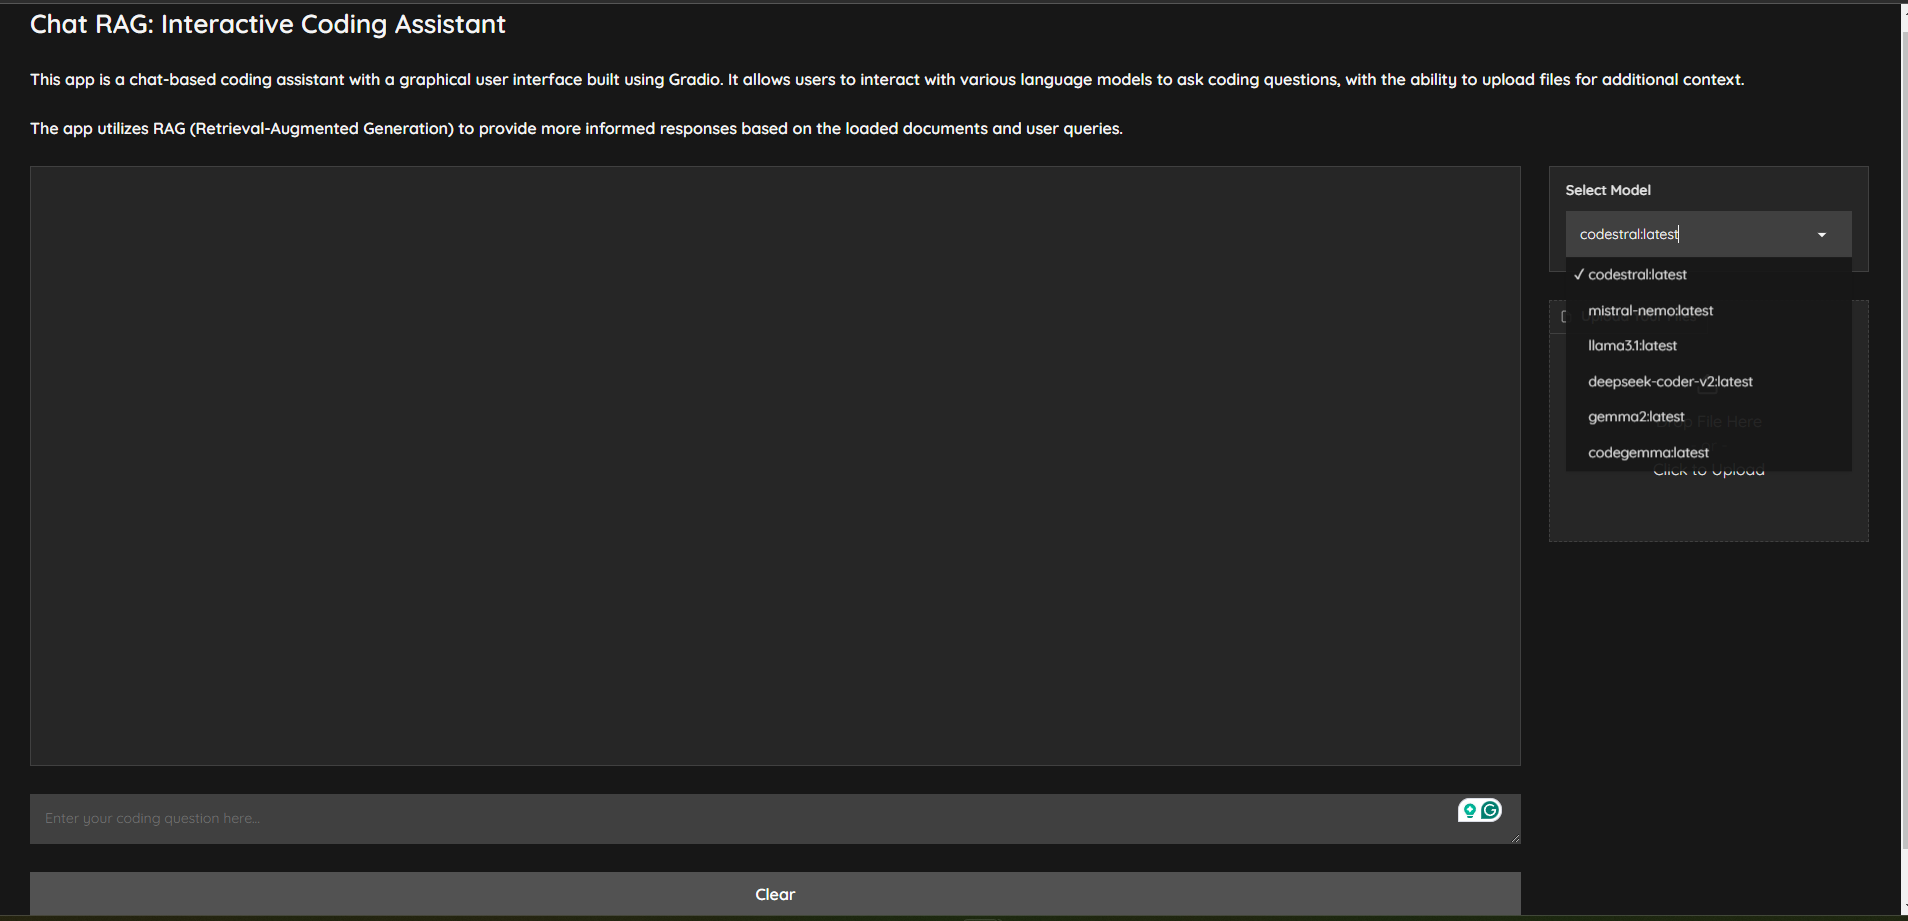 Chat RAG: Interactive Coding Assistant
This app is a chat-based coding assistant with a graphical user interface built using Gradio. It allows users to interact with various language models to ask coding questions, with the ability to upload files for additional context.
The app utilizes RAG (Retrieval-Augmented Generation) to provide more informed responses based on the loaded documents and user queries.
Select Model
codestral:latest
✓ codestral:latest
mistral-nemo:latest
llama3.1:latest
deepseek-coder-v2:latest
gemma2:latest
Drop File Here
codegemma:latest
Click to Upload
Enter your coding question here...
Clear